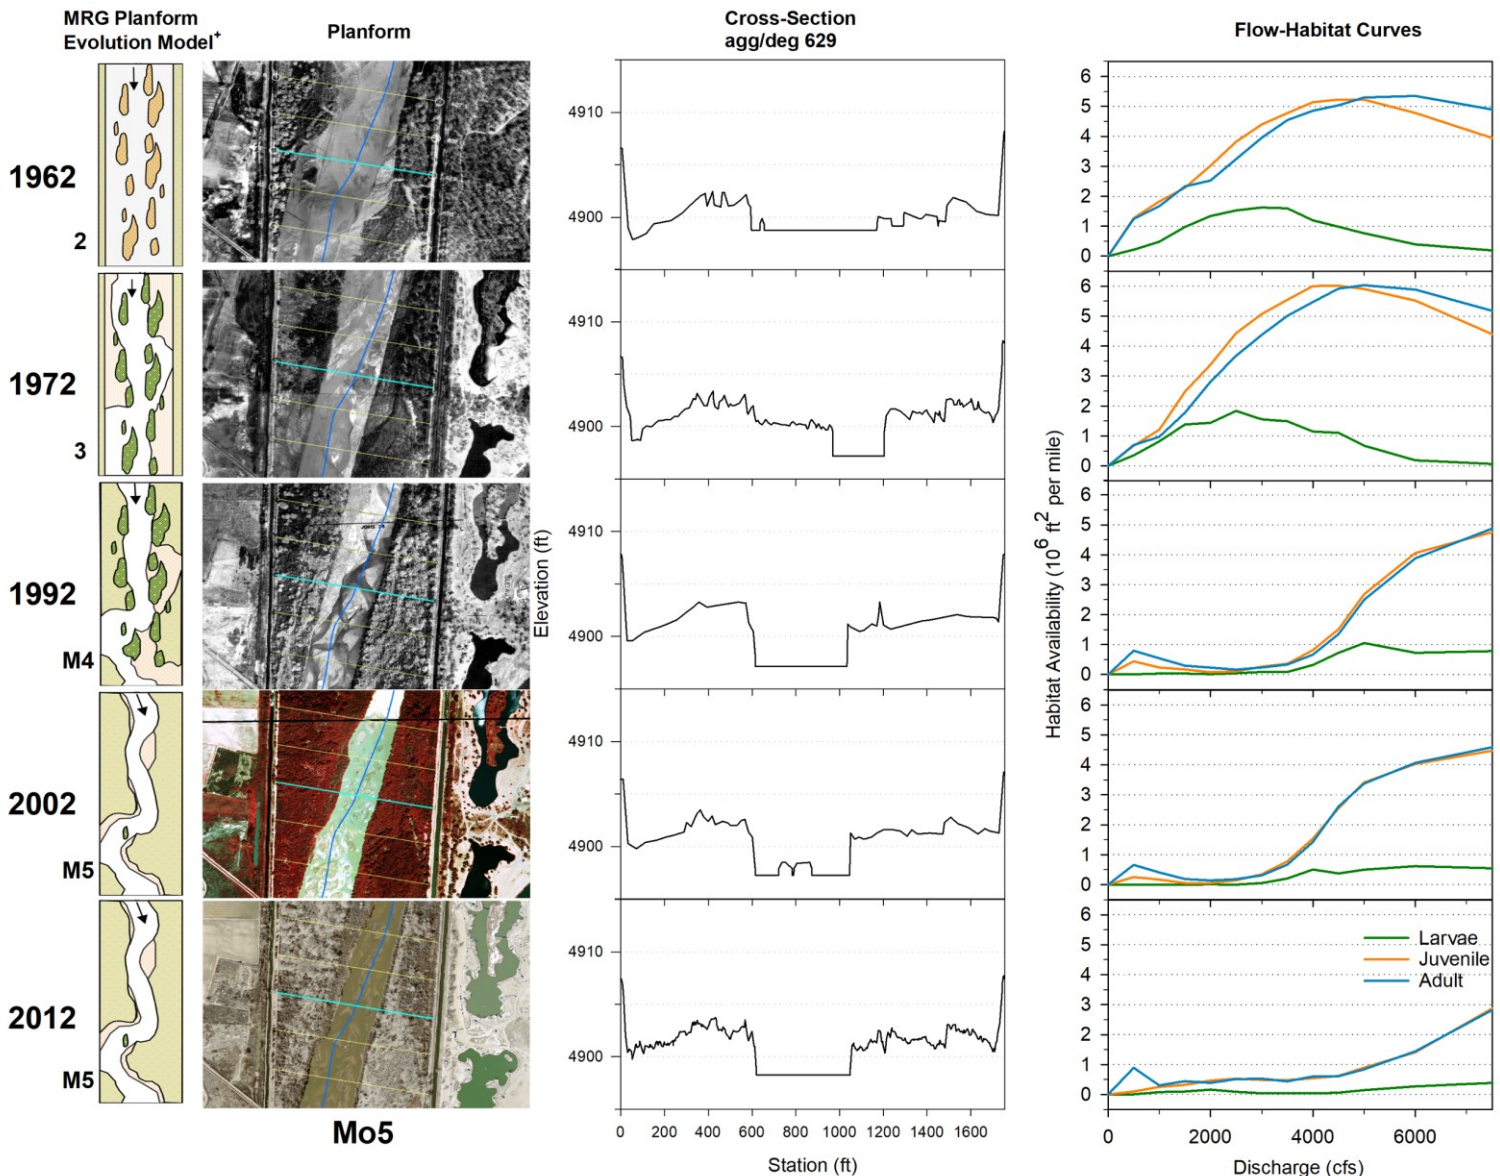 MRG Planform
Evolution Model+
Planform
Cross-Section
agg/deg 629
Flow-Habitat Curves
1962
2
1972
3
1992
M4
2002
M5
2012
M5
Mo5
Elevation (ft)
4910
4900
4910
4900
4910
4900
4910
4900
4910
4900
0 200 400 600 800 1000 1200 1400 1600
Station (ft)
Habitat Availability (10^6 ft^2 per mile)
6
5
4
3
2
1
0
6
5
4
3
2
1
0
6
5
4
3
2
1
0
6
5
4
3
2
1
0
6
5
4
3
2
1
0
Larvae
Juvenile
Adult
0 2000 4000 6000
Discharge (cfs)